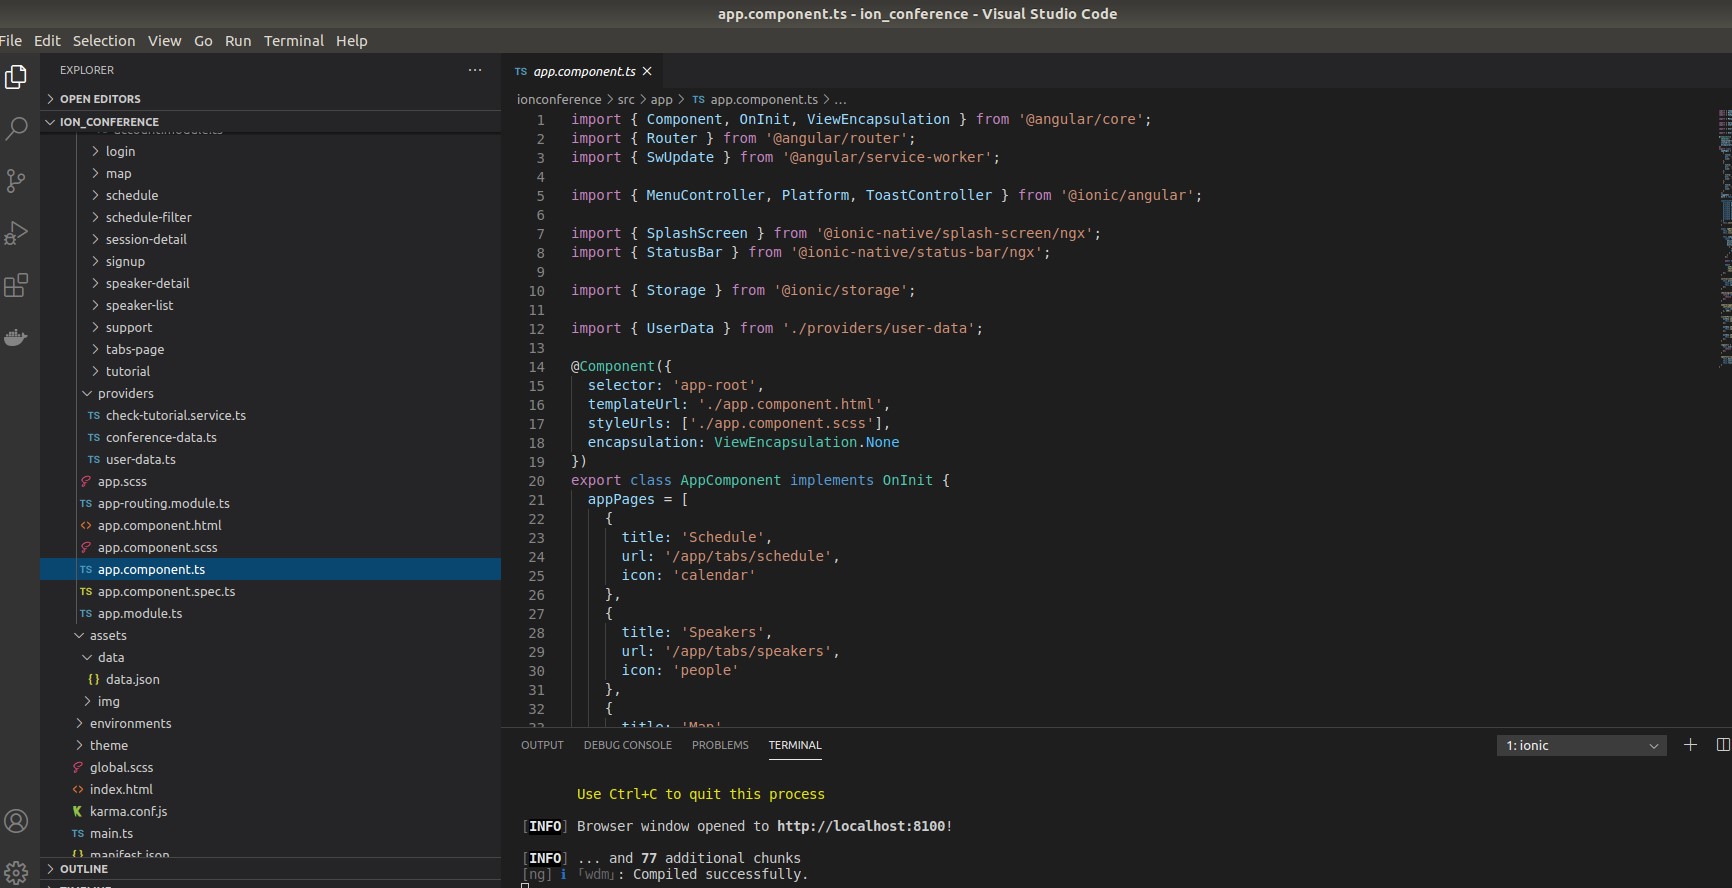 app.component.ts - ion_conference - Visual Studio Code
File Edit Selection View Go Run Terminal Help
EXPLORER ...
OPEN EDITORS
ION_CONFERENCE
account.module.ts
login
map
schedule
schedule-filter
session-detail
signup
speaker-detail
speaker-list
support
tabs-page
tutorial
providers
TS check-tutorial.service.ts
TS conference-data.ts
TS user-data.ts
app.scss
TS app-routing.module.ts
<> app.component.html
app.component.scss
TS app.component.ts
TS app.component.spec.ts
TS app.module.ts
assets
data
{} data.json
img
environments
theme
global.scss
<> index.html
karma.conf.js
TS main.ts
manifest.json
OUTLINE
TIMELINE
TS app.component.ts ×
ionconference > src > app > TS app.component.ts > ...
1 import { Component, OnInit, ViewEncapsulation } from '@angular/core';
2 import { Router } from '@angular/router';
3 import { SwUpdate } from '@angular/service-worker';
4
5 import { MenuController, Platform, ToastController } from '@ionic/angular';
6
7 import { SplashScreen } from '@ionic-native/splash-screen/ngx';
8 import { StatusBar } from '@ionic-native/status-bar/ngx';
9
10 import { Storage } from '@ionic/storage';
11
12 import { UserData } from './providers/user-data';
13
14 @Component({
15 selector: 'app-root',
16 templateUrl: './app.component.html',
17 styleUrls: ['./app.component.scss'],
18 encapsulation: ViewEncapsulation.None
19 })
20 export class AppComponent implements OnInit {
21 appPages = [
22 {
23 title: 'Schedule',
24 url: '/app/tabs/schedule',
25 icon: 'calendar'
26 },
27 {
28 title: 'Speakers',
29 url: '/app/tabs/speakers',
30 icon: 'people'
31 },
32 {
33 title: 'Map',
OUTPUT DEBUG CONSOLE PROBLEMS TERMINAL 1: ionic
Use Ctrl+C to quit this process
[INFO] Browser window opened to http://localhost:8100!
[INFO] ... and 77 additional chunks
[ng] ℹ ｢wdm｣: Compiled successfully.